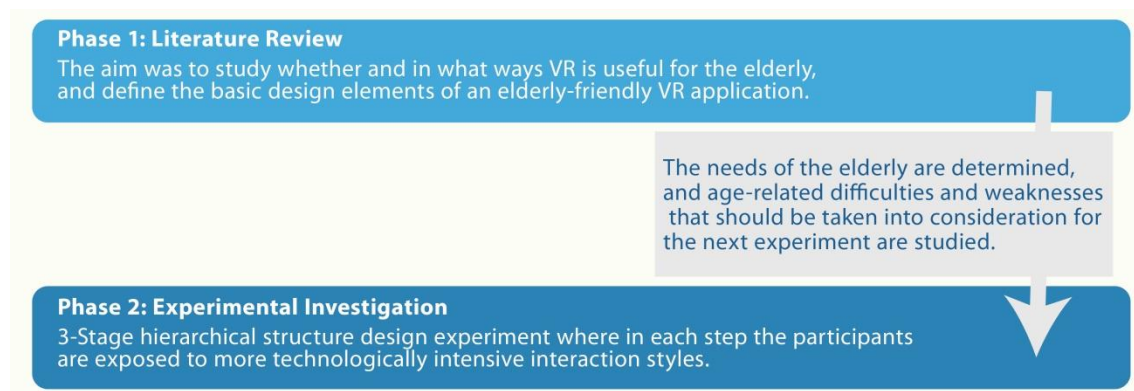 Phase 1: Literature Review
The aim was to study whether and in what ways VR is useful for the elderly,
and define the basic design elements of an elderly-friendly VR application.
The needs of the elderly are determined,
and age-related difficulties and weaknesses
that should be taken into consideration for
the next experiment are studied.
Phase 2: Experimental Investigation
3-Stage hierarchical structure design experiment where in each step the participants
are exposed to more technologically intensive interaction styles.